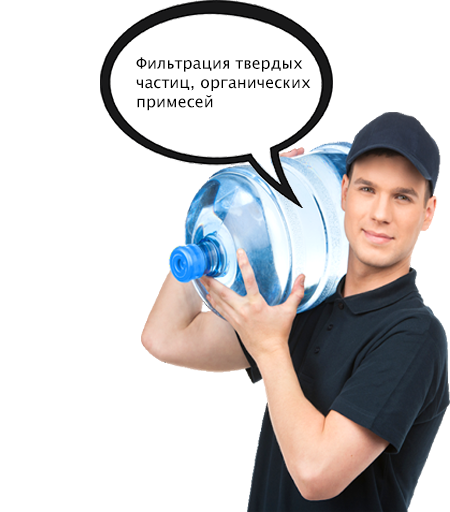 Фильтрация твердых
частиц, органических
примесей